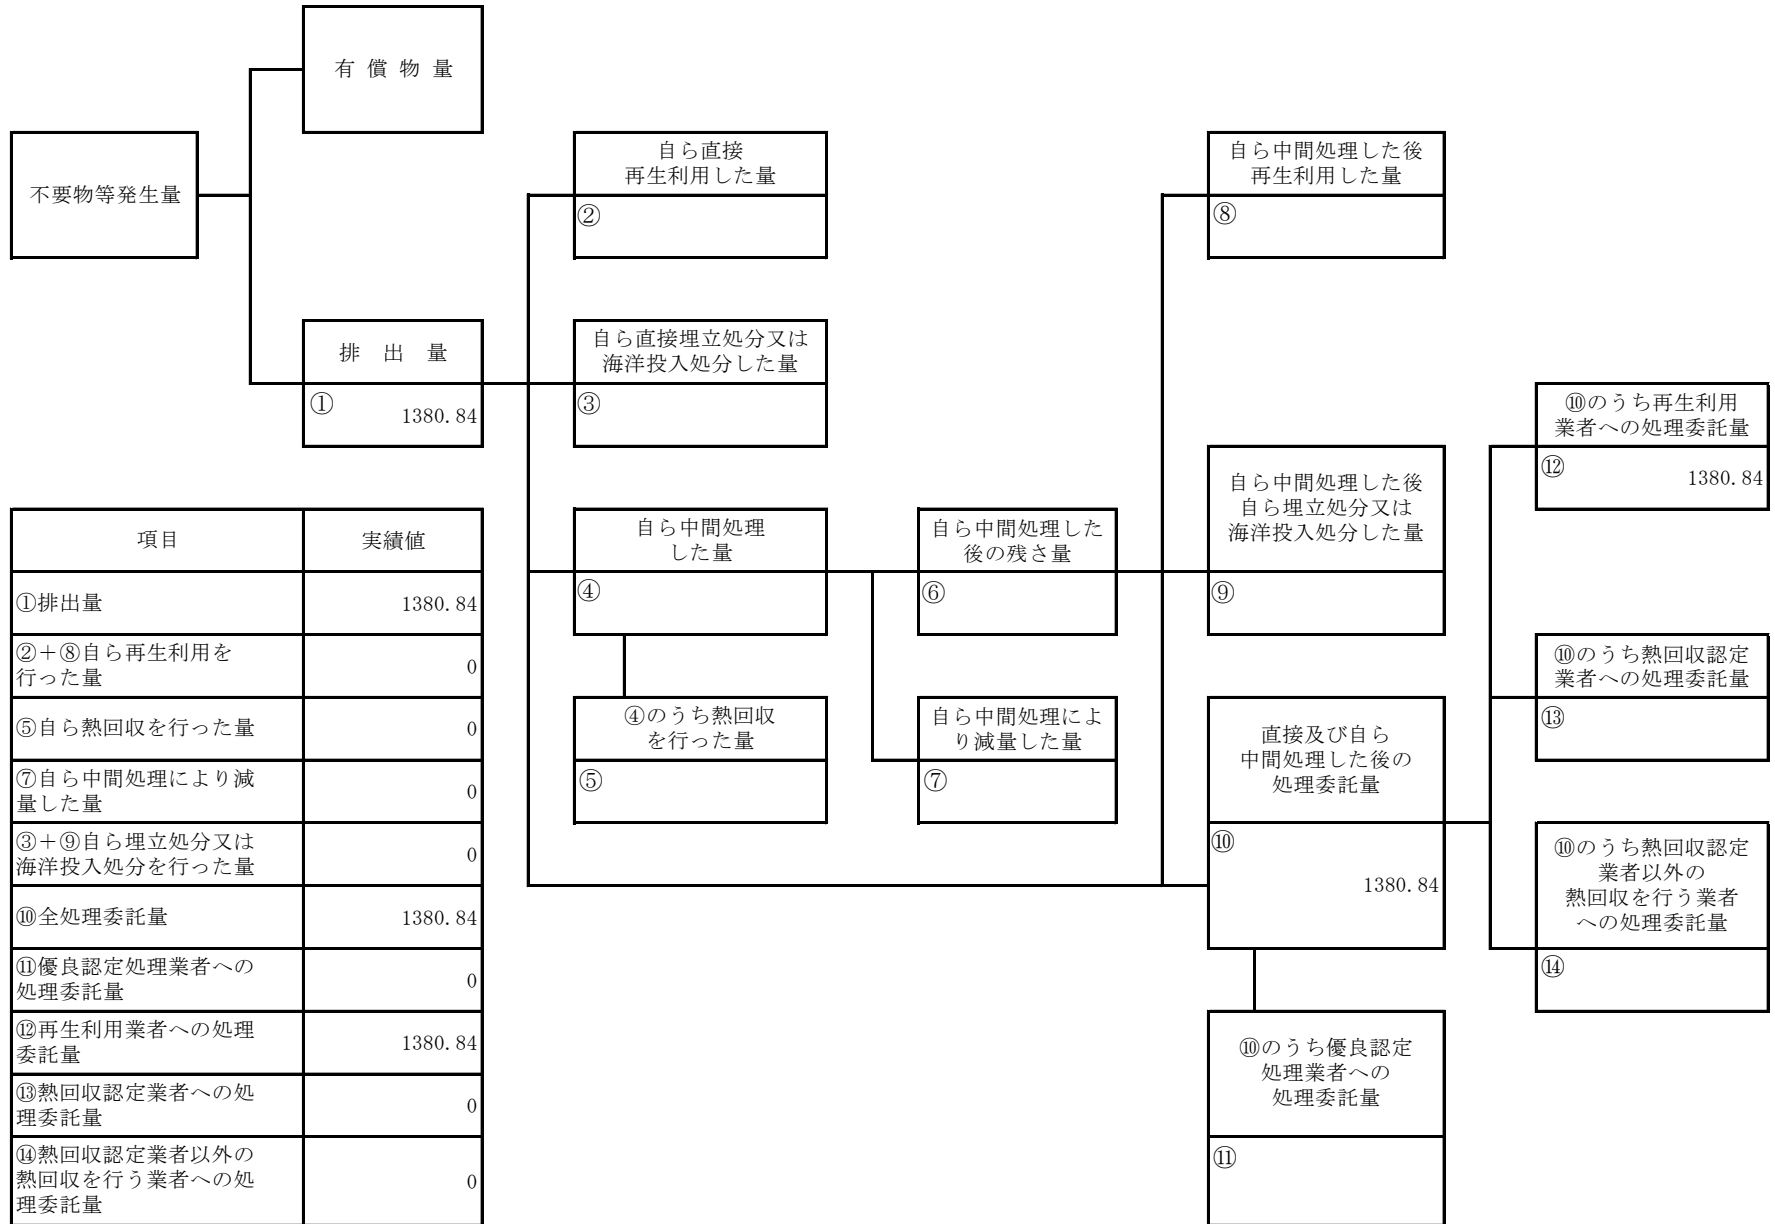 有 償 物 量
不要物等発生量
自ら直接
再生利用した量
②
自ら中間処理した後
再生利用した量
⑧
排 出 量
① 1380.84
自ら直接埋立処分又は
海洋投入処分した量
③
⑩のうち再生利用
業者への処理委託量
⑫ 1380.84
自ら中間処理した後
自ら埋立処分又は
海洋投入処分した量
⑨
自ら中間処理
した量
④
自ら中間処理した
後の残さ量
⑥
④のうち熱回収
を行った量
⑤
自ら中間処理によ
り減量した量
⑦
直接及び自ら
中間処理した後の
処理委託量
⑩
1380.84
⑩のうち熱回収認定
業者への処理委託量
⑬
⑩のうち熱回収認定
業者以外の
熱回収を行う業者
への処理委託量
⑭
⑩のうち優良認定
処理業者への
処理委託量
⑪
項目 実績値
①排出量 1380.84
②+⑧自ら再生利用を
行った量 0
⑤自ら熱回収を行った量 0
⑦自ら中間処理により減
量した量 0
③+⑨自ら埋立処分又は
海洋投入処分を行った量 0
⑩全処理委託量 1380.84
⑪優良認定処理業者への
処理委託量 0
⑫再生利用業者への処理
委託量 1380.84
⑬熱回収認定業者への処
理委託量 0
⑭熱回収認定業者以外の
熱回収を行う業者への処
理委託量 0